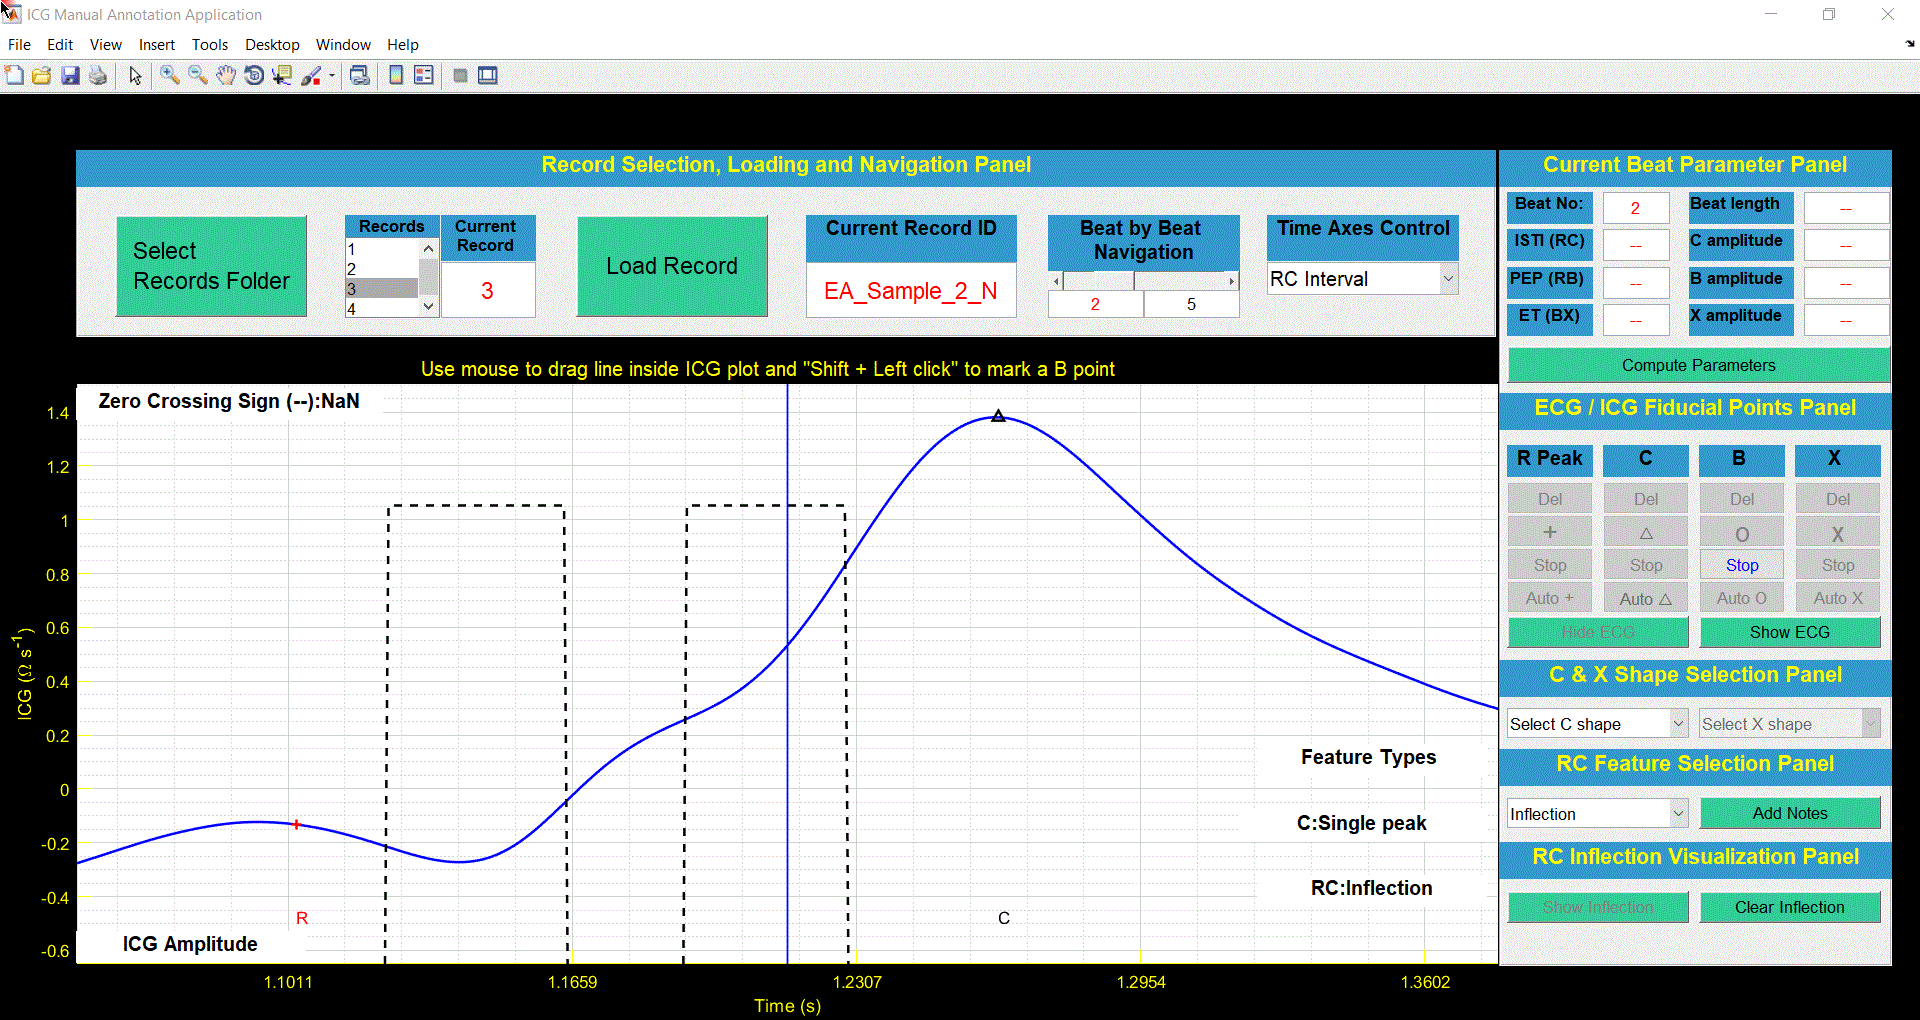 ICG Manual Annotation Application
File Edit View Insert Tools Desktop Window Help
Record Selection, Loading and Navigation Panel
Select
Records Folder
Records
1
2
3
4
Current
Record
3
Load Record
Current Record ID
EA_Sample_2_N
Beat by Beat
Navigation
2 5
Time Axes Control
RC Interval
Use mouse to drag line inside ICG plot and "Shift + Left click" to mark a B point
Zero Crossing Sign (--):NaN
1.4
1.2
1
0.8
0.6
0.4
0.2
0
-0.2
-0.4
-0.6
ICG (Ω s⁻¹)
Feature Types
C:Single peak
RC:Inflection
R
C
ICG Amplitude
1.1011 1.1659 1.2307 1.2954 1.3602
Time (s)
Current Beat Parameter Panel
Beat No: 2 Beat length --
ISTI (RC) -- C amplitude --
PEP (RB) -- B amplitude --
ET (BX) -- X amplitude --
Compute Parameters
ECG / ICG Fiducial Points Panel
R Peak C B X
Del Del Del Del
+ △ O X
Stop Stop Stop Stop
Auto + Auto △ Auto O Auto X
Hide ECG Show ECG
C & X Shape Selection Panel
Select C shape Select X shape
RC Feature Selection Panel
Inflection Add Notes
RC Inflection Visualization Panel
Show Inflection Clear Inflection